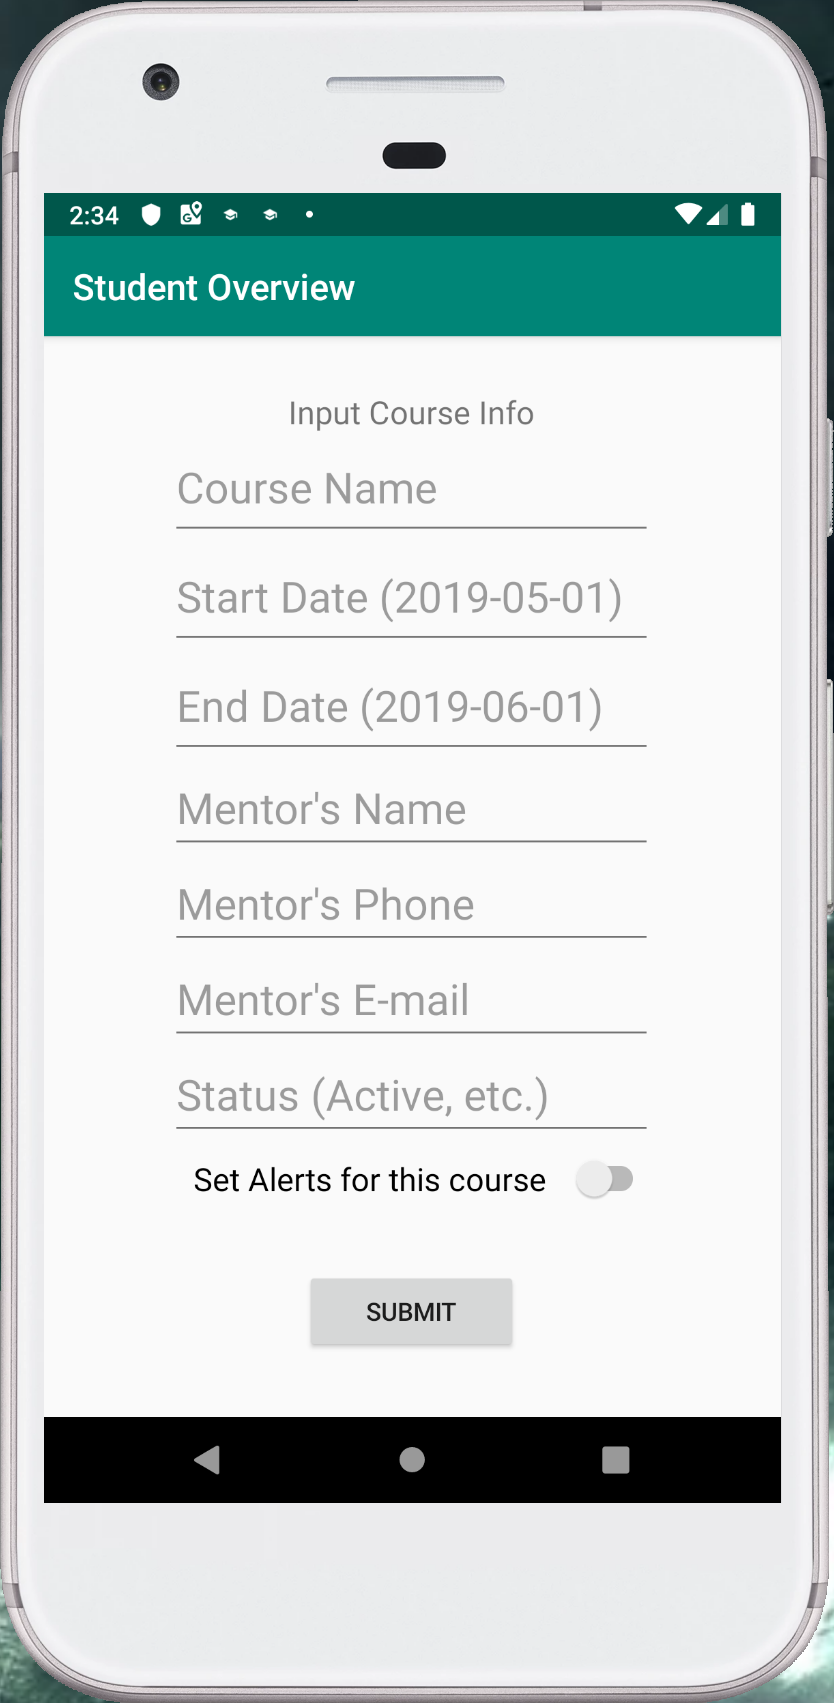 2:34
Student Overview
Input Course Info
Course Name
Start Date (2019-05-01)
End Date (2019-06-01)
Mentor's Name
Mentor's Phone
Mentor's E-mail
Status (Active, etc.)
Set Alerts for this course
SUBMIT